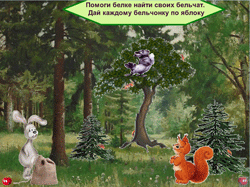 Помоги белке найти своих бельчат.
Дай каждому бельчонку по яблоку